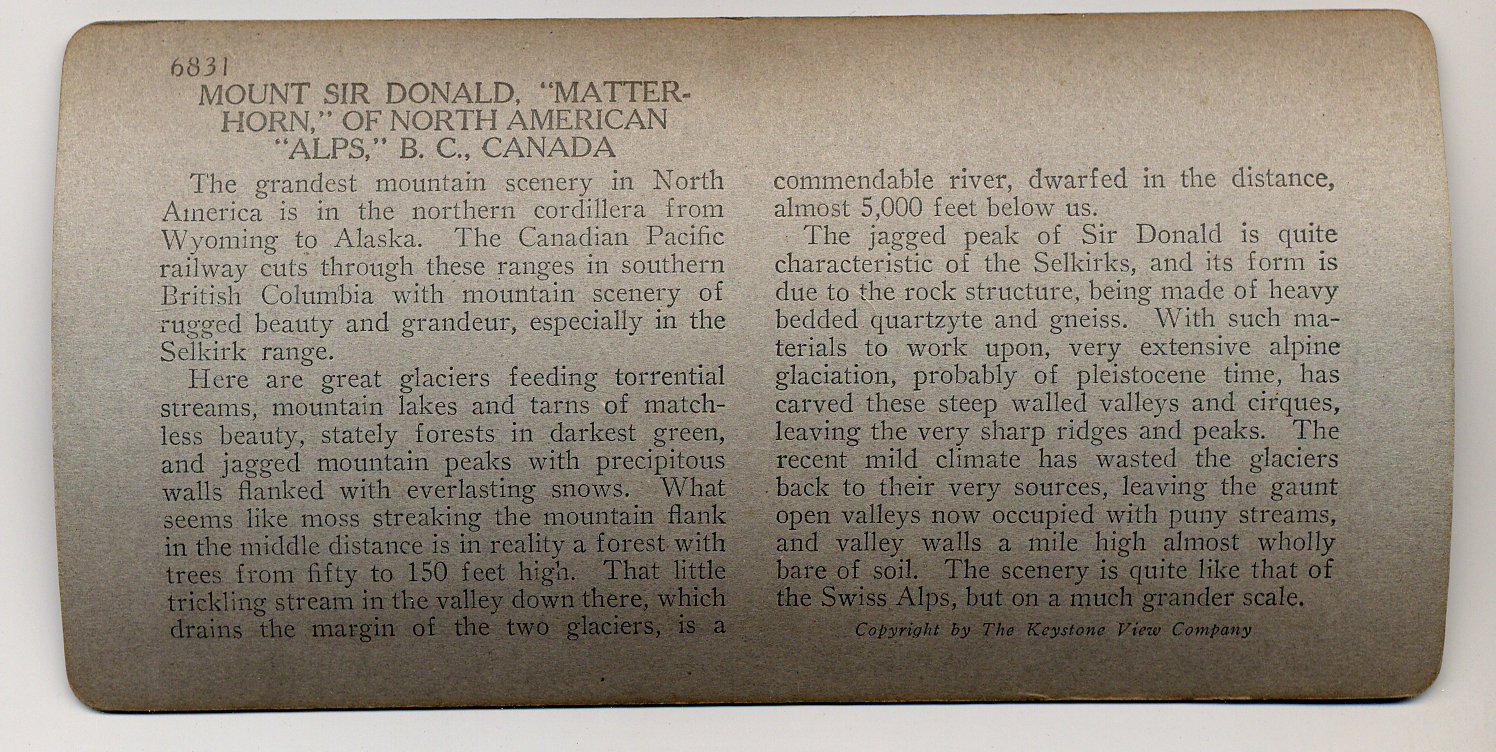 6831
MOUNT SIR DONALD, "MATTER-
HORN," OF NORTH AMERICAN
"ALPS," B. C., CANADA
The grandest mountain scenery in North
America is in the northern cordillera from
Wyoming to Alaska. The Canadian Pacific
railway cuts through these ranges in southern
British Columbia with mountain scenery of
rugged beauty and grandeur, especially in the
Selkirk range.
Here are great glaciers feeding torrential
streams, mountain lakes and tarns of match-
less beauty, stately forests in darkest green,
and jagged mountain peaks with precipitous
walls flanked with everlasting snows. What
seems like moss streaking the mountain flank
in the middle distance is in reality a forest with
trees from fifty to 150 feet high. That little
trickling stream in the valley down there, which
drains the margin of the two glaciers, is a
commendable river, dwarfed in the distance,
almost 5,000 feet below us.
The jagged peak of Sir Donald is quite
characteristic of the Selkirks, and its form is
due to the rock structure, being made of heavy
bedded quartzyte and gneiss. With such ma-
terials to work upon, very extensive alpine
glaciation, probably of pleistocene time, has
carved these steep walled valleys and cirques,
leaving the very sharp ridges and peaks. The
recent mild climate has wasted the glaciers
back to their very sources, leaving the gaunt
open valleys now occupied with puny streams,
and valley walls a mile high almost wholly
bare of soil. The scenery is quite like that of
the Swiss Alps, but on a much grander scale.
Copyright by The Keystone View Company